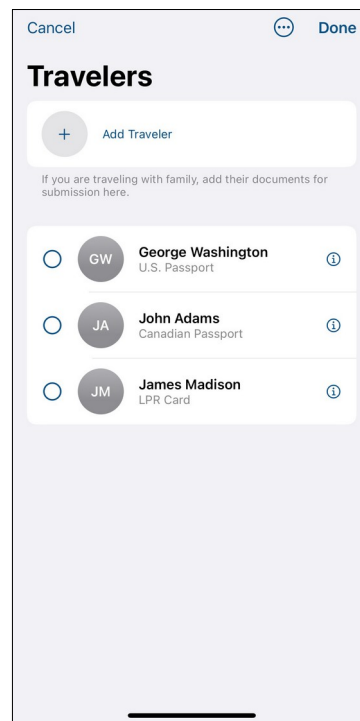 Cancel Done
Travelers
+ Add Traveler
If you are traveling with family, add their documents for
submission here.
GW George Washington
U.S. Passport
JA John Adams
Canadian Passport
JM James Madison
LPR Card